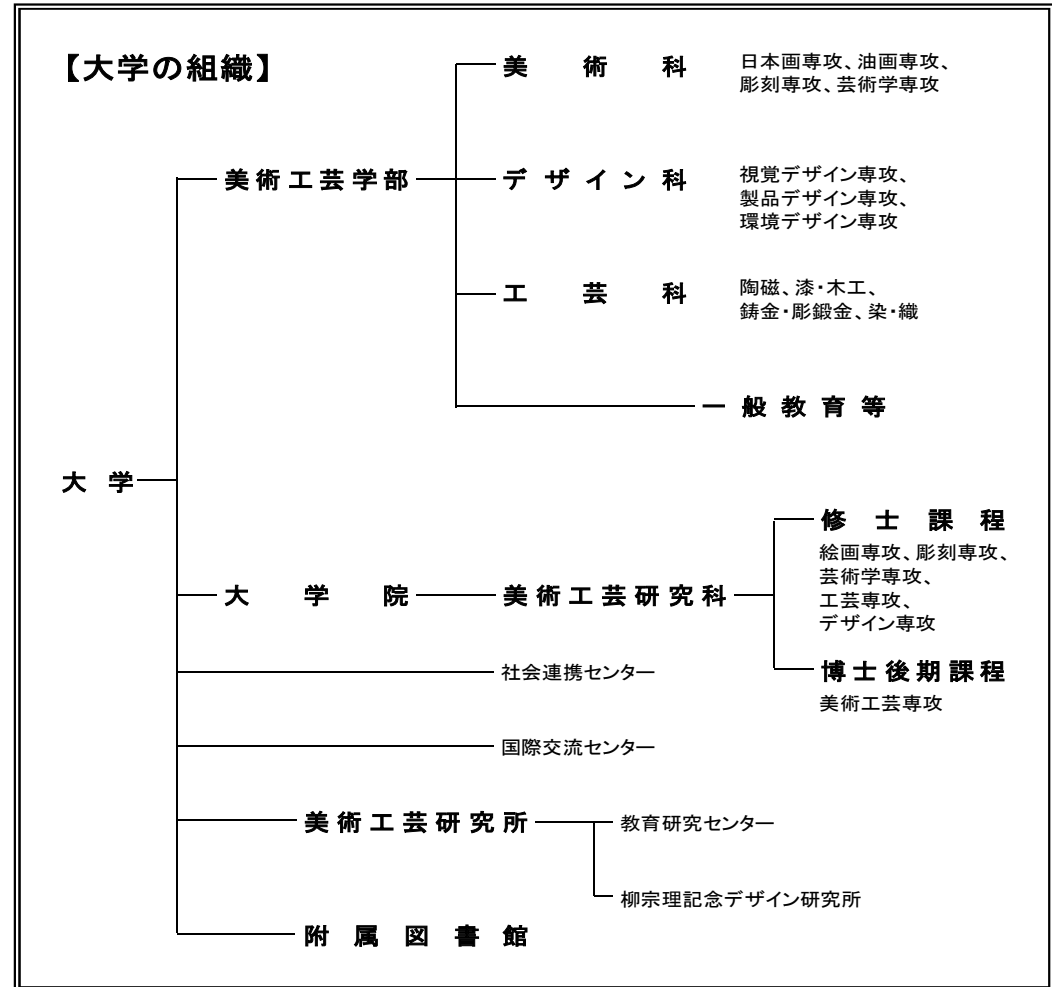 【大学の組織】
美術科
日本画専攻、油画専攻、
彫刻専攻、芸術学専攻
美術工芸学部
デザイン科
視覚デザイン専攻、
製品デザイン専攻、
環境デザイン専攻
工芸科
陶磁、漆・木工、
鋳金・彫鍛金、染・織
一般教育等
大学
大学院
美術工芸研究科
修士課程
絵画専攻、彫刻専攻、
芸術学専攻、
工芸専攻、
デザイン専攻
博士後期課程
美術工芸専攻
社会連携センター
国際交流センター
美術工芸研究所
教育研究センター
柳宗理記念デザイン研究所
附属図書館